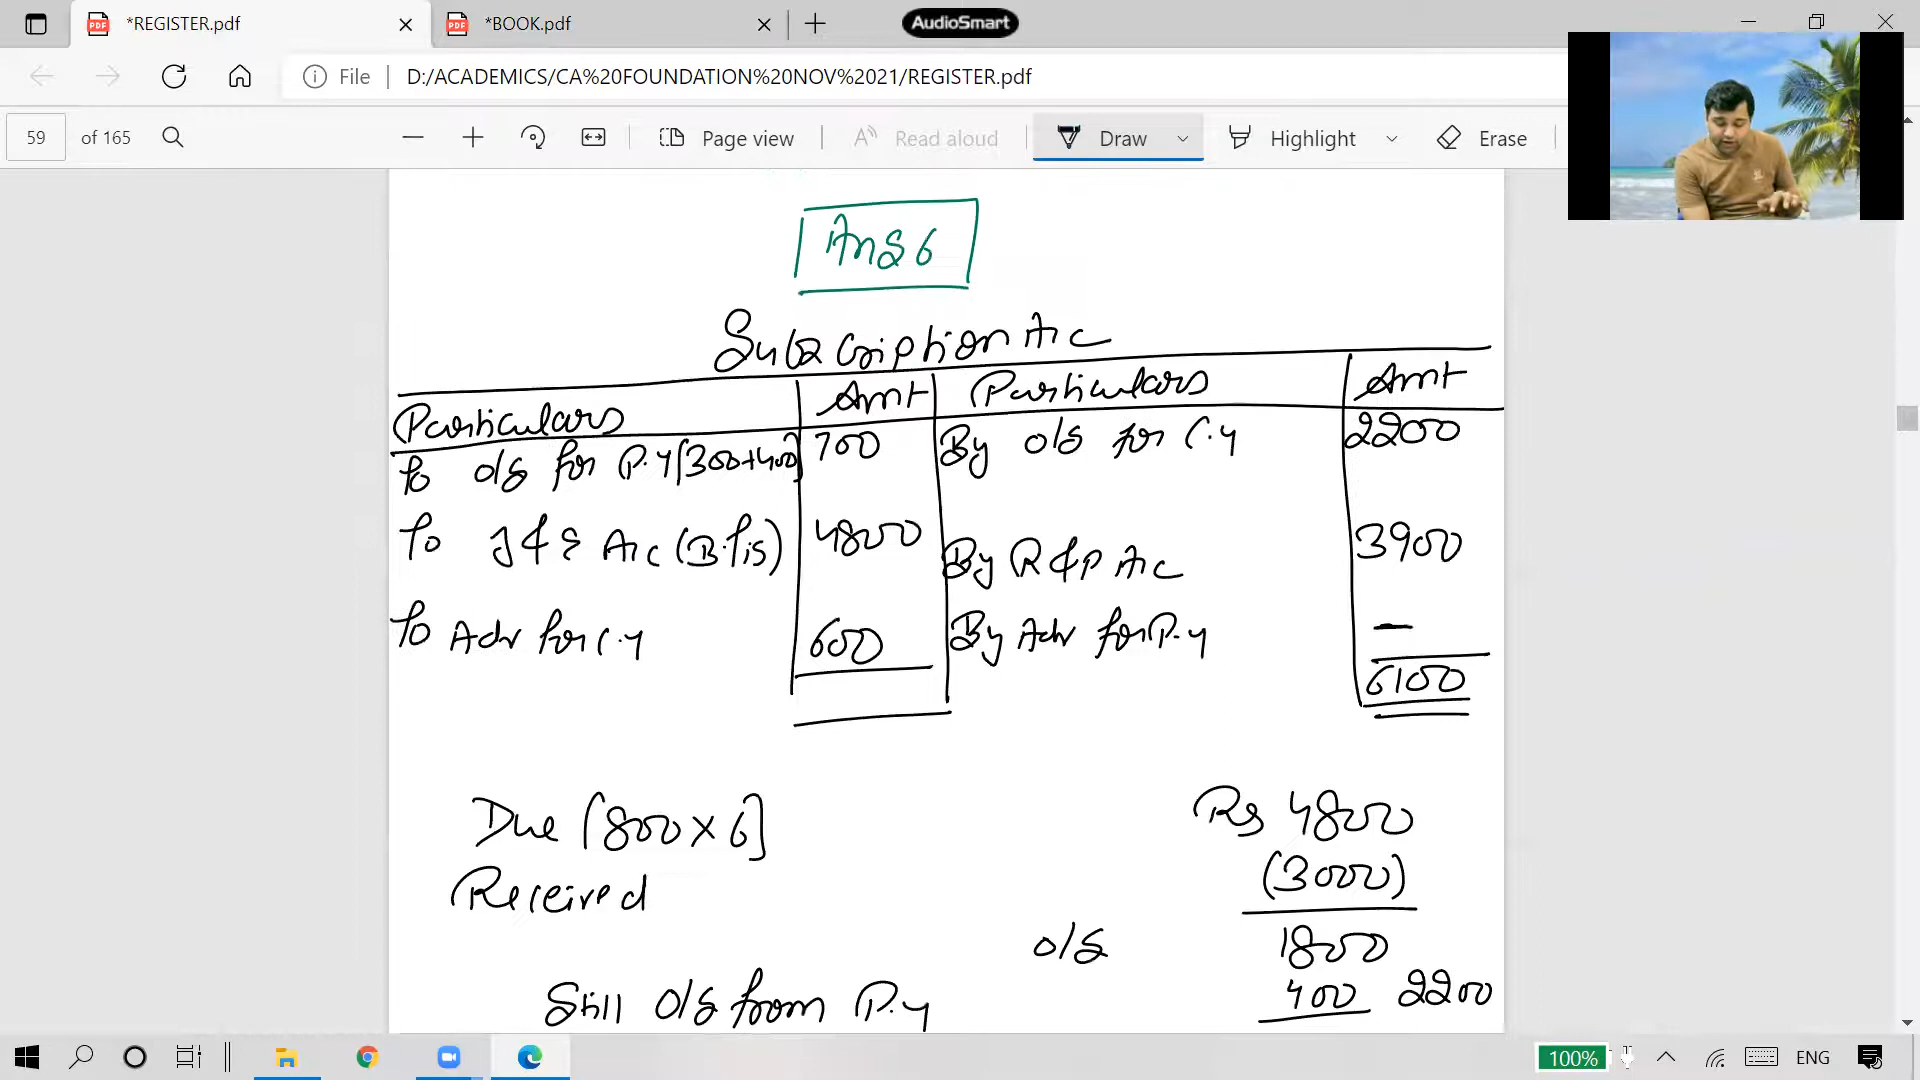 *REGISTER.pdf
*BOOK.pdf
AudioSmart
File
D:/ACADEMICS/CA%20FOUNDATION%20NOV%2021/REGISTER.pdf
59 of 165
Page view
Read aloud
Draw
Highlight
Erase
Ans 6
Subscription A/c
Particulars Amt Particulars Amt
To o/s for P.Y [300+400] 700 By o/s for C.Y 2200
To I & E A/c (B.fis) 4800 By R & P A/c 3900
To Adv for C.Y 600 By Adv for P.Y —
6100
Due [800 x 6] Rs 4800
Received (3000)
o/s 1800
Still o/s from P.Y 400 2200
100%
ENG